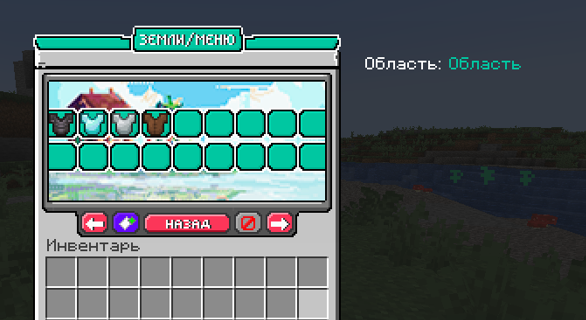 ЗЕМЛИ/МЕНЮ
Область: Область
НАЗАД
Инвентарь